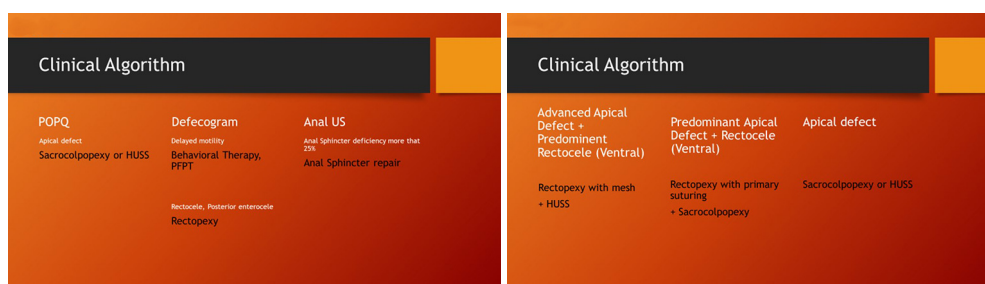 Clinical Algorithm
POPQ
Apical defect
Sacrocolpopexy or HUSS
Defecogram
Delayed motility
Behavioral Therapy,
PFPT
Rectocele, Posterior enterocele
Rectopexy
Anal US
Anal Sphincter deficiency more that
25%
Anal Sphincter repair
Clinical Algorithm
Advanced Apical
Defect +
Predominent
Rectocele (Ventral)
Rectopexy with mesh
+ HUSS
Predominant Apical
Defect + Rectocele
(Ventral)
Rectopexy with primary
suturing
+ Sacrocolpopexy
Apical defect
Sacrocolpopexy or HUSS